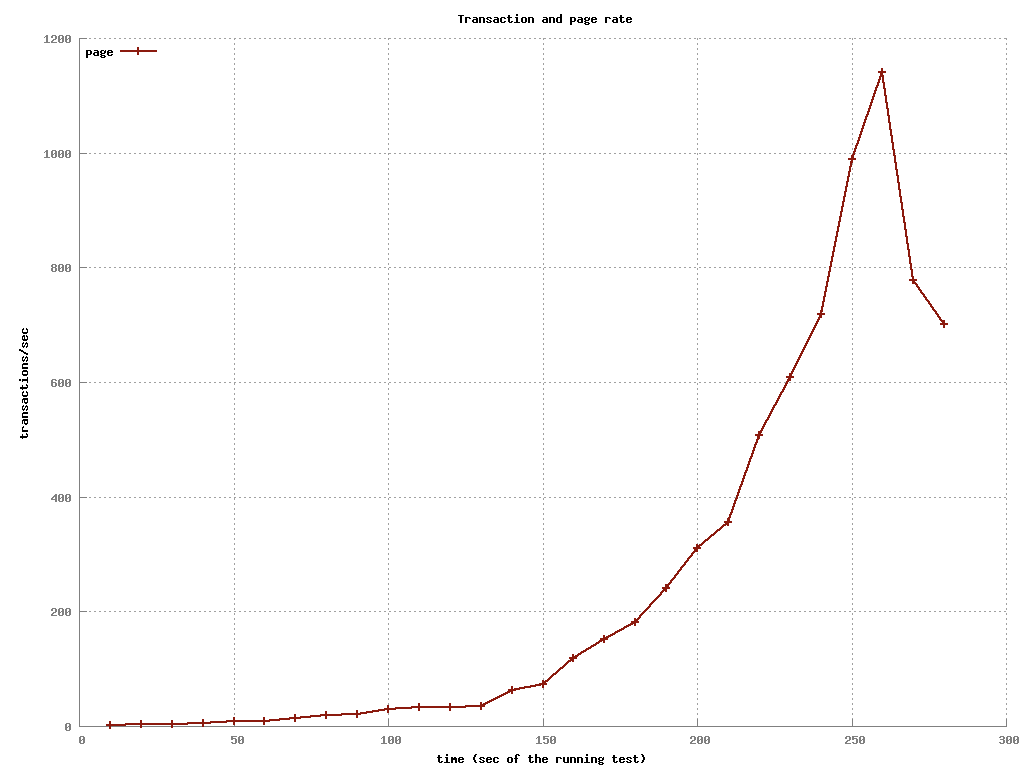 Transaction and page rate
page
1200
1000
800
600
400
200
0
transactions/sec
0 50 100 150 200 250 300
time (sec of the running test)